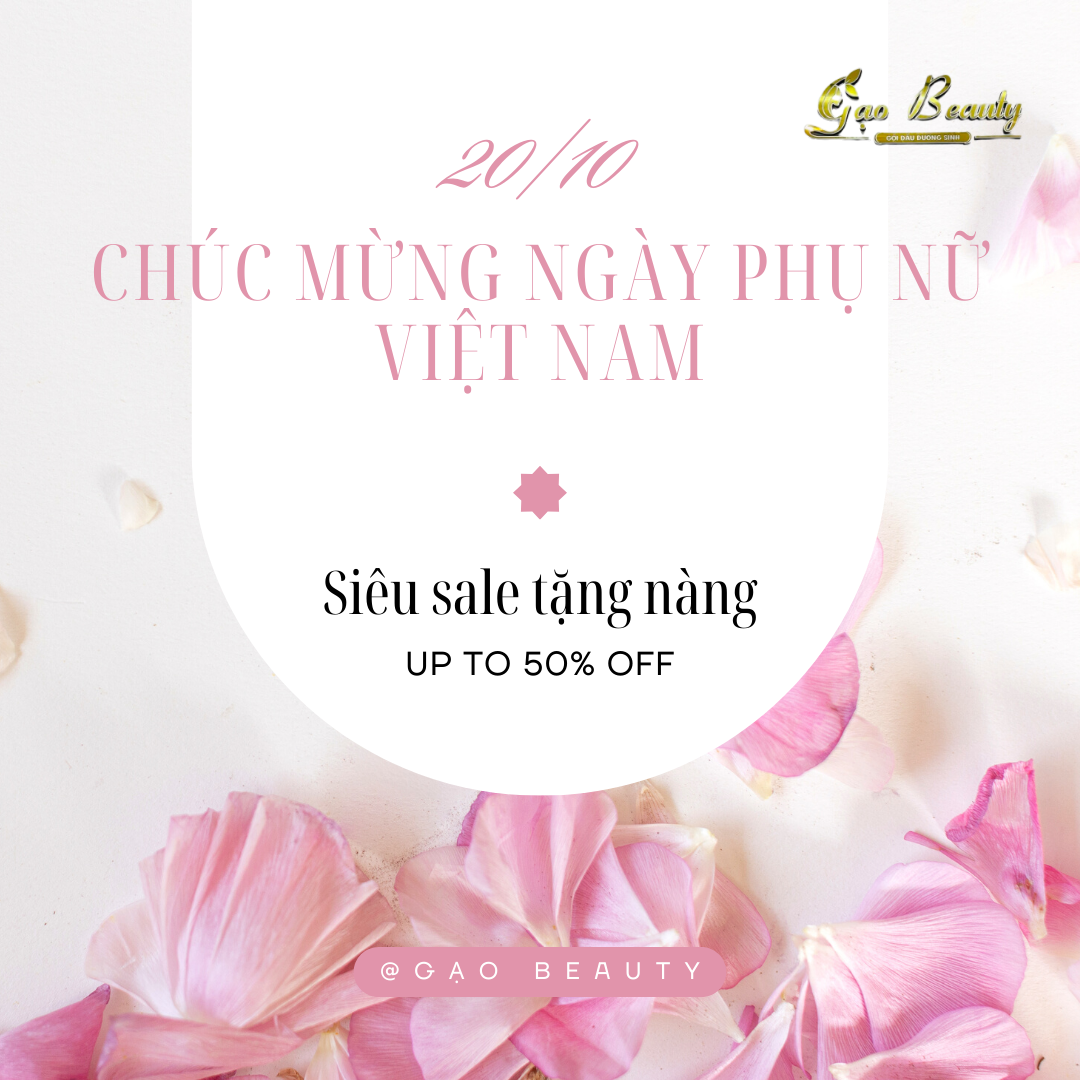 Gạo Beauty
GỘI ĐẦU DƯỠNG SINH
20/10
CHÚC MỪNG NGÀY PHỤ NỮ
VIỆT NAM
Siêu sale tặng nàng
UP TO 50% OFF
@GẠO BEAUTY